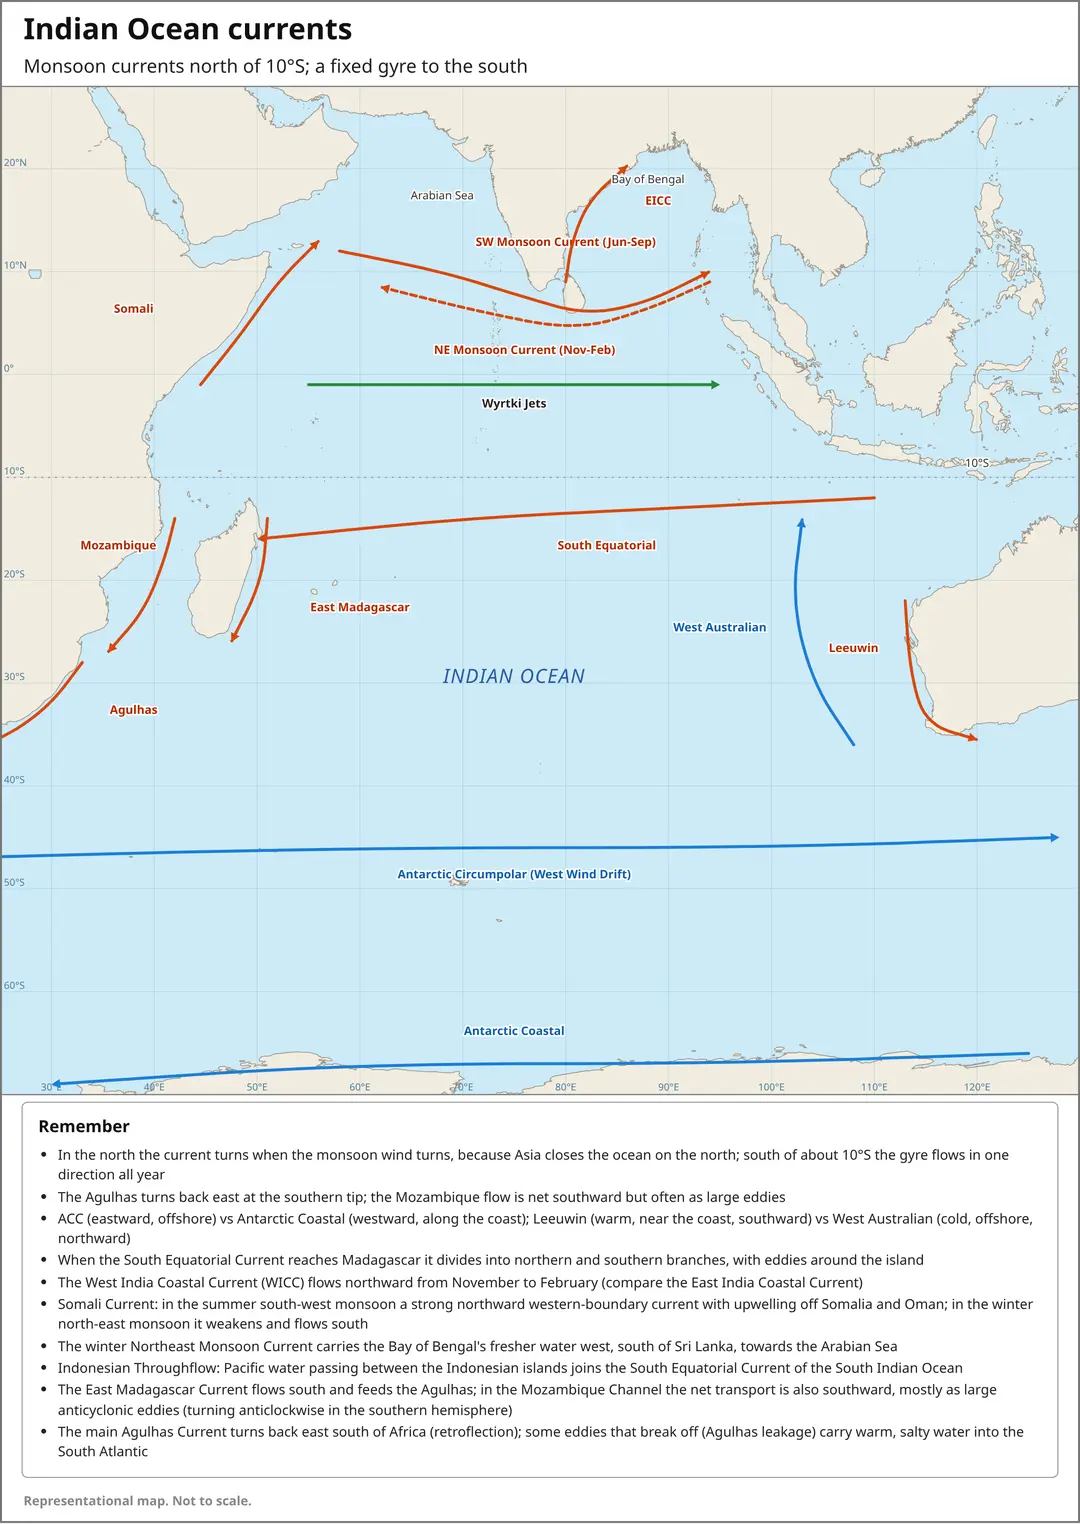 Indian Ocean currents
Monsoon currents north of 10°S; a fixed gyre to the south
20°N
Arabian Sea
Bay of Bengal
EICC
SW Monsoon Current (Jun-Sep)
10°N
Somali
NE Monsoon Current (Nov-Feb)
0°
Wyrtki Jets
10°S
10°S
Mozambique
South Equatorial
20°S
East Madagascar
West Australian
Leeuwin
30°S
INDIAN OCEAN
Agulhas
40°S
Antarctic Circumpolar (West Wind Drift)
50°S
60°S
Antarctic Coastal
30°E 40°E 50°E 60°E 70°E 80°E 90°E 100°E 110°E 120°E
Remember
• In the north the current turns when the monsoon wind turns, because Asia closes the ocean on the north; south of about 10°S the gyre flows in one
direction all year
• The Agulhas turns back east at the southern tip; the Mozambique flow is net southward but often as large eddies
• ACC (eastward, offshore) vs Antarctic Coastal (westward, along the coast); Leeuwin (warm, near the coast, southward) vs West Australian (cold, offshore,
northward)
• When the South Equatorial Current reaches Madagascar it divides into northern and southern branches, with eddies around the island
• The West India Coastal Current (WICC) flows northward from November to February (compare the East India Coastal Current)
• Somali Current: in the summer south-west monsoon a strong northward western-boundary current with upwelling off Somalia and Oman; in the winter
north-east monsoon it weakens and flows south
• The winter Northeast Monsoon Current carries the Bay of Bengal's fresher water west, south of Sri Lanka, towards the Arabian Sea
• Indonesian Throughflow: Pacific water passing between the Indonesian islands joins the South Equatorial Current of the South Indian Ocean
• The East Madagascar Current flows south and feeds the Agulhas; in the Mozambique Channel the net transport is also southward, mostly as large
anticyclonic eddies (turning anticlockwise in the southern hemisphere)
• The main Agulhas Current turns back east south of Africa (retroflection); some eddies that break off (Agulhas leakage) carry warm, salty water into the
South Atlantic
Representational map. Not to scale.